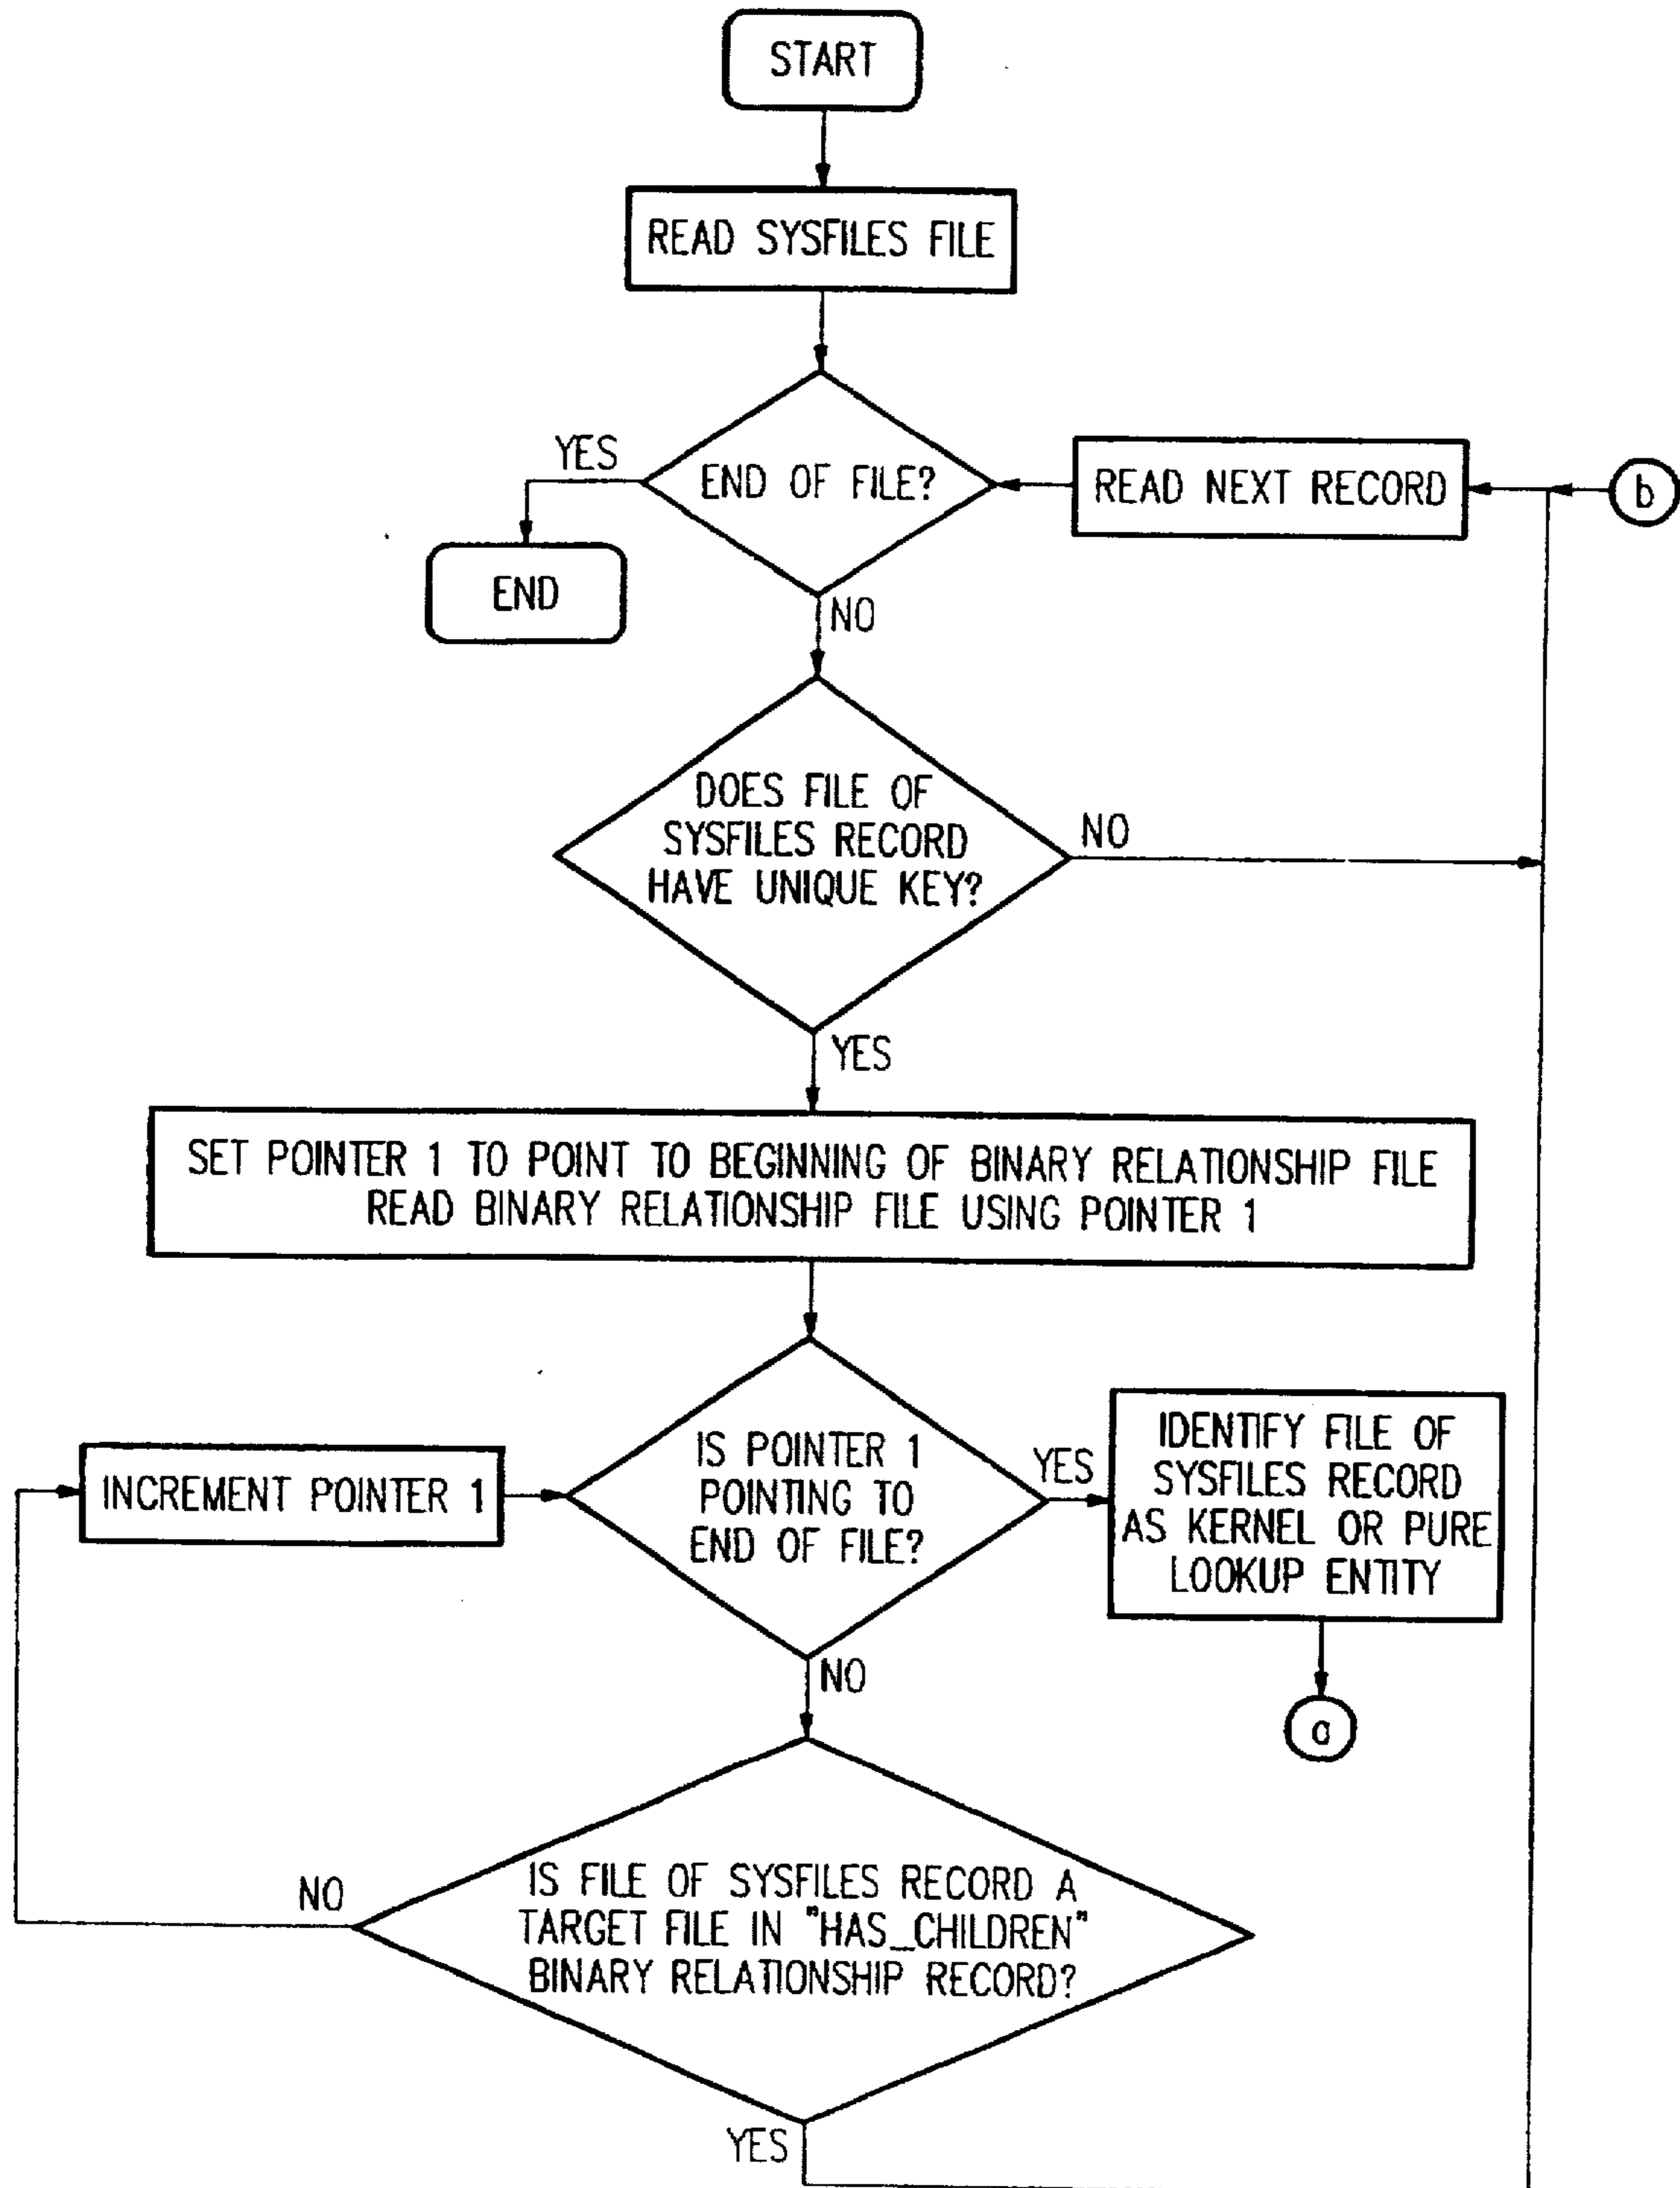 START
READ SYSFILES FILE
YES
END OF FILE?
READ NEXT RECORD
b
END
NO
DOES FILE OF
SYSFILES RECORD
HAVE UNIQUE KEY?
NO
YES
SET POINTER 1 TO POINT TO BEGINNING OF BINARY RELATIONSHIP FILE
READ BINARY RELATIONSHIP FILE USING POINTER 1
INCREMENT POINTER 1
IS POINTER 1
POINTING TO
END OF FILE?
YES
IDENTIFY FILE OF
SYSFILES RECORD
AS KERNEL OR PURE
LOOKUP ENTITY
NO
a
NO
IS FILE OF SYSFILES RECORD A
TARGET FILE IN "HAS_CHILDREN"
BINARY RELATIONSHIP RECORD?
YES